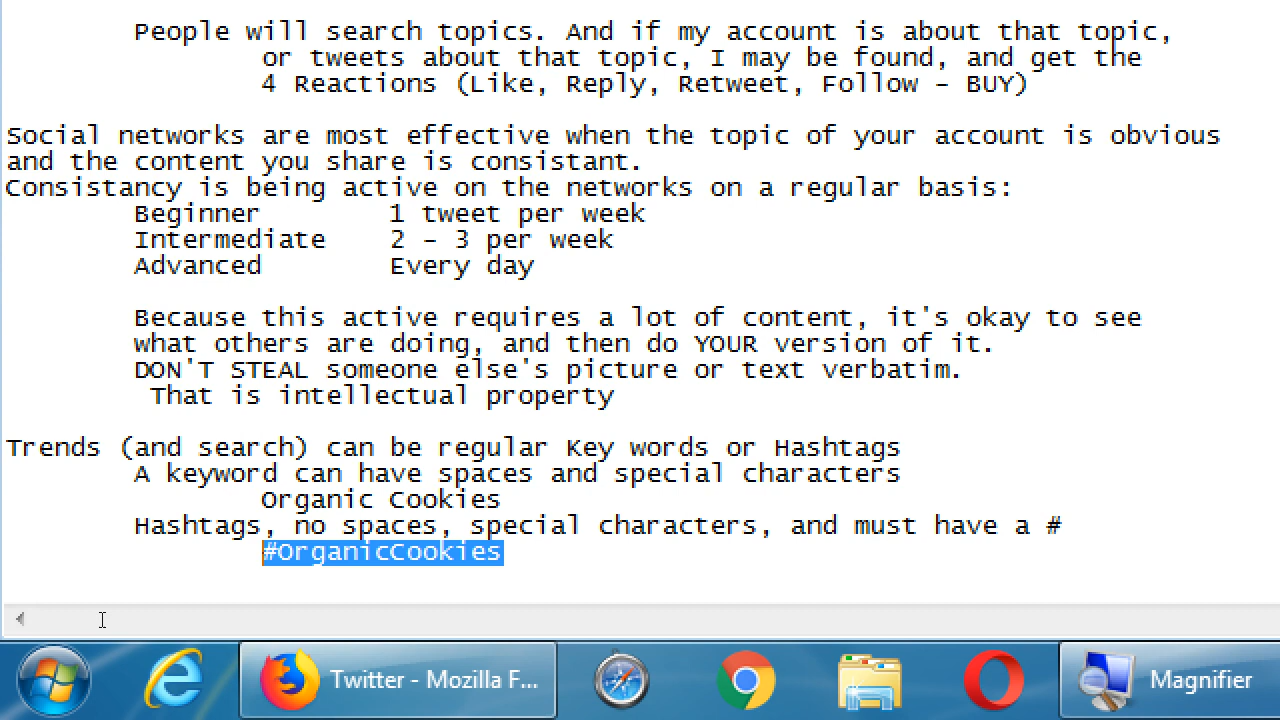 People will search topics. And if my account is about that topic,
or tweets about that topic, I may be found, and get the
4 Reactions (Like, Reply, Retweet, Follow - BUY)
Social networks are most effective when the topic of your account is obvious
and the content you share is consistant.
Consistancy is being active on the networks on a regular basis:
Beginner 1 tweet per week
Intermediate 2 - 3 per week
Advanced Every day
Because this active requires a lot of content, it's okay to see
what others are doing, and then do YOUR version of it.
DON'T STEAL someone else's picture or text verbatim.
That is intellectual property
Trends (and search) can be regular Key words or Hashtags
A keyword can have spaces and special characters
Organic Cookies
Hashtags, no spaces, special characters, and must have a #
#OrganicCookies
Twitter - Mozilla F... Magnifier